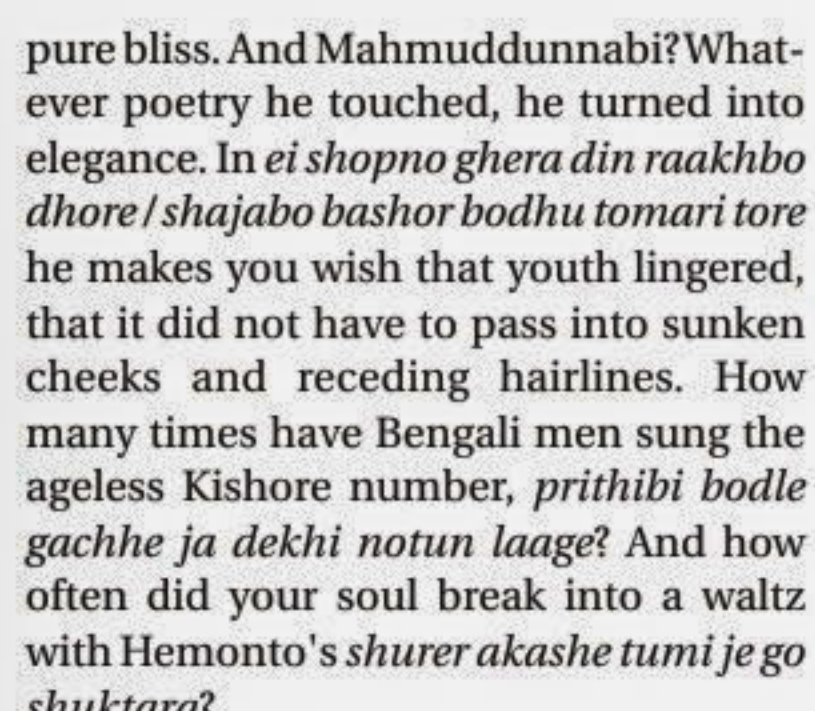 pure bliss. And Mahmuddunnabi? What-
ever poetry he touched, he turned into
elegance. In ei shopno ghera din raakhbo
dhore / shajabo bashor bodhu tomari tore
he makes you wish that youth lingered,
that it did not have to pass into sunken
cheeks and receding hairlines. How
many times have Bengali men sung the
ageless Kishore number, prithibi bodle
gachhe ja dekhi notun laage? And how
often did your soul break into a waltz
with Hemonto's shurer akashe tumi je go
shuktara?